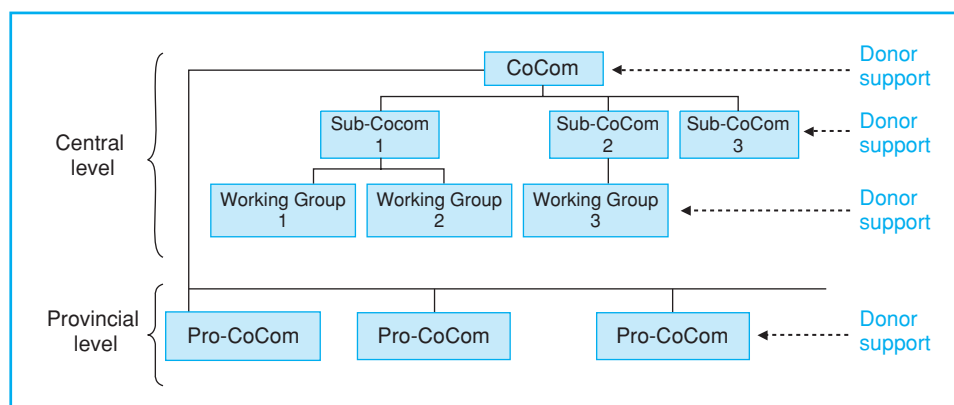 CoCom
Donor
support
Central
level
Sub-Cocom
1
Sub-CoCom
2
Sub-CoCom
3
Donor
support
Working Group
1
Working Group
2
Working Group
3
Donor
support
Provincial
level
Pro-CoCom
Pro-CoCom
Pro-CoCom
Donor
support